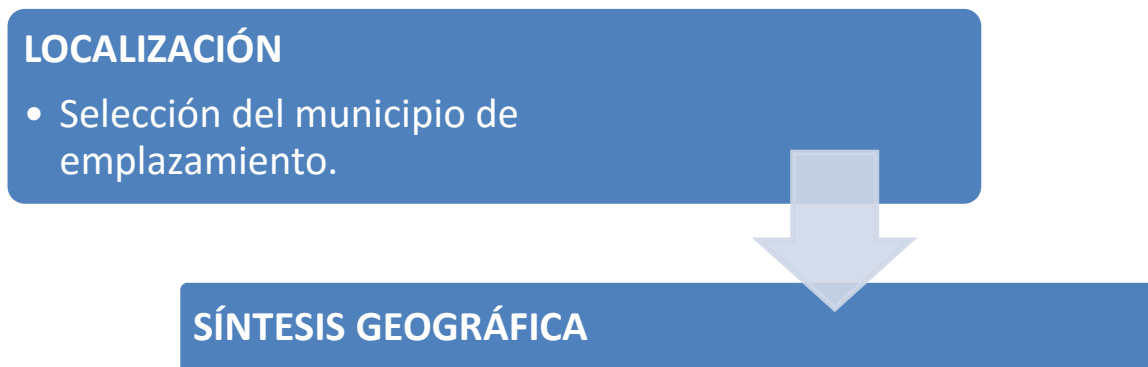 LOCALIZACIÓN
• Selección del municipio de
emplazamiento.
SÍNTESIS GEOGRÁFICA